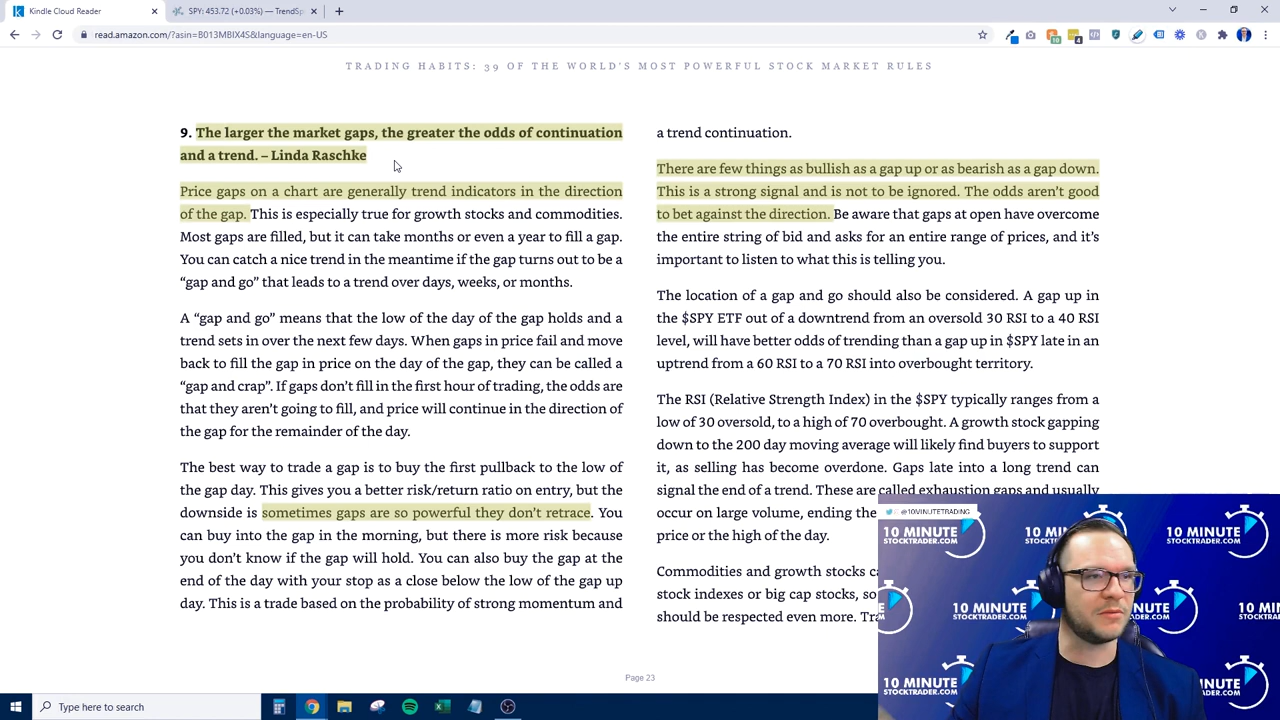 Kindle Cloud Reader
SPY: 453.72 (+0.03%) — TrendSp
read.amazon.com/?asin=B013MBIX4S&language=en-US
TRADING HABITS: 39 OF THE WORLD'S MOST POWERFUL STOCK MARKET RULES
9. The larger the market gaps, the greater the odds of continuation
and a trend. – Linda Raschke
Price gaps on a chart are generally trend indicators in the direction
of the gap. This is especially true for growth stocks and commodities.
Most gaps are filled, but it can take months or even a year to fill a gap.
You can catch a nice trend in the meantime if the gap turns out to be a
“gap and go” that leads to a trend over days, weeks, or months.
A “gap and go” means that the low of the day of the gap holds and a
trend sets in over the next few days. When gaps in price fail and move
back to fill the gap in price on the day of the gap, they can be called a
“gap and crap”. If gaps don’t fill in the first hour of trading, the odds are
that they aren’t going to fill, and price will continue in the direction of
the gap for the remainder of the day.
The best way to trade a gap is to buy the first pullback to the low of
the gap day. This gives you a better risk/return ratio on entry, but the
downside is sometimes gaps are so powerful they don’t retrace. You
can buy into the gap in the morning, but there is more risk because
you don’t know if the gap will hold. You can also buy the gap at the
end of the day with your stop as a close below the low of the gap up
day. This is a trade based on the probability of strong momentum and
a trend continuation.
There are few things as bullish as a gap up or as bearish as a gap down.
This is a strong signal and is not to be ignored. The odds aren’t good
to bet against the direction. Be aware that gaps at open have overcome
the entire string of bid and asks for an entire range of prices, and it’s
important to listen to what this is telling you.
The location of a gap and go should also be considered. A gap up in
the $SPY ETF out of a downtrend from an oversold 30 RSI to a 40 RSI
level, will have better odds of trending than a gap up in $SPY late in an
uptrend from a 60 RSI to a 70 RSI into overbought territory.
The RSI (Relative Strength Index) in the $SPY typically ranges from a
low of 30 oversold, to a high of 70 overbought. A growth stock gapping
down to the 200 day moving average will likely find buyers to support
it, as selling has become overdone. Gaps late into a long trend can
signal the end of a trend. These are called exhaustion gaps and usually
occur on large volume, ending the
price or the high of the day.
Commodities and growth stocks
stock indexes or big cap stocks, so
should be respected even more.
Page 23
@10MINUTETRADING
10 MINUTE
STOCKTRADER.COM
10 MINUTE
STOCKTRADER.COM
10 MINUTE
STOCKTRADER.COM
10 MINUTE
STOCKTRADER.COM
10 MINUTE
STOCKTRADER.COM
Type here to search